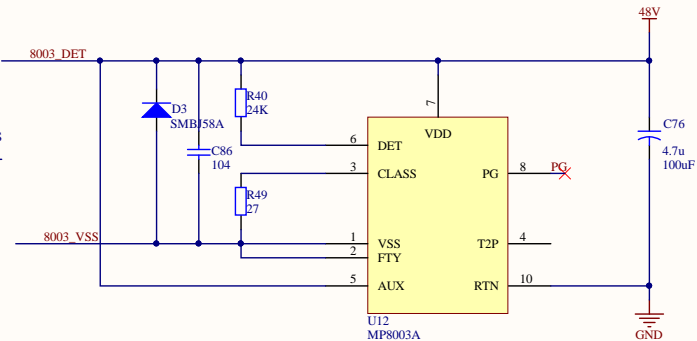 48V
8003_DET
D3
SMBJ58A
C86
104
R40
24K
R49
27
8003_VSS
7
VDD
6
DET
3
CLASS
1
VSS
2
FTY
5
AUX
PG
8
PG
T2P
4
RTN
10
U12
MP8003A
C76
4.7u
100uF
GND